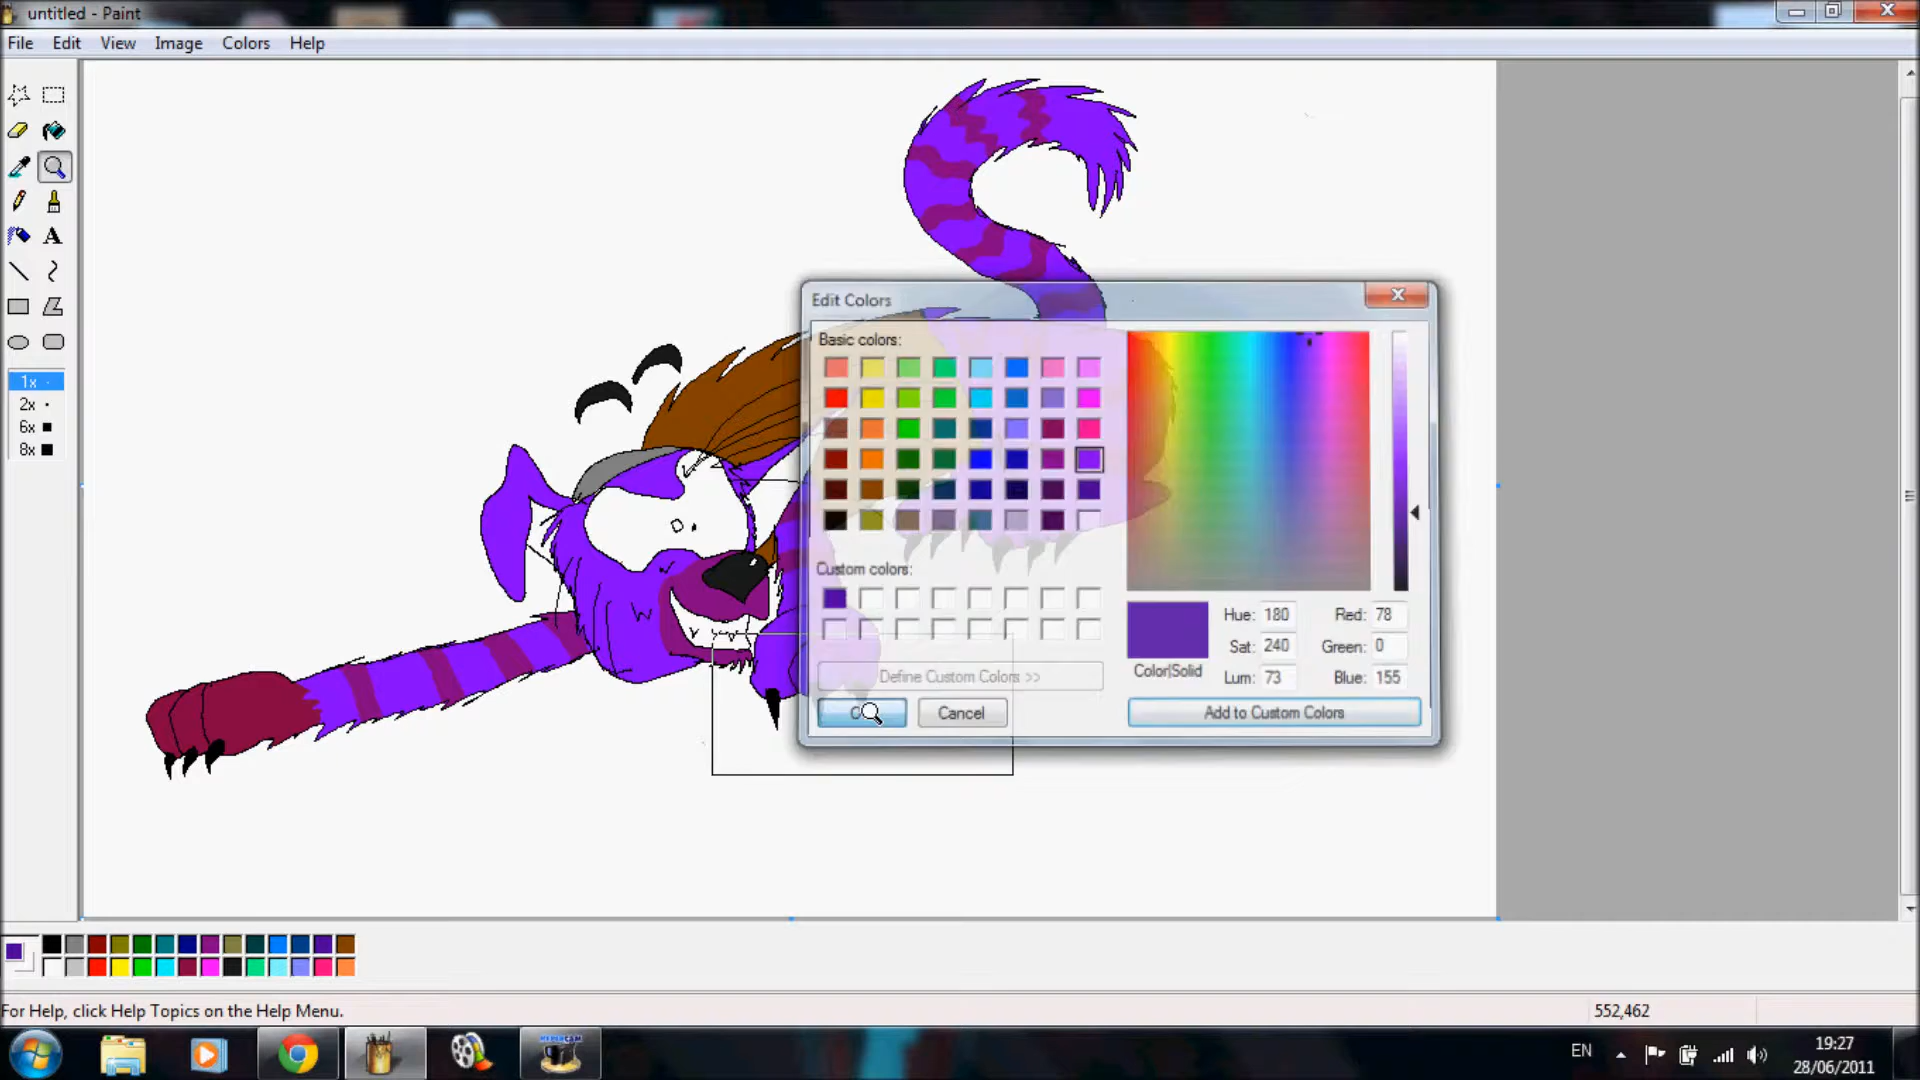 untitled - Paint
File Edit View Image Colors Help
A
1x
2x
6x
8x
Edit Colors
Basic colors:
Custom colors:
Define Custom Colors >>
Cancel
Hue: 180 Red: 78
Sat: 240 Green: 0
Color|Solid Lum: 73 Blue: 155
Add to Custom Colors
For Help, click Help Topics on the Help Menu.
552,462
EN
19:27
28/06/2011